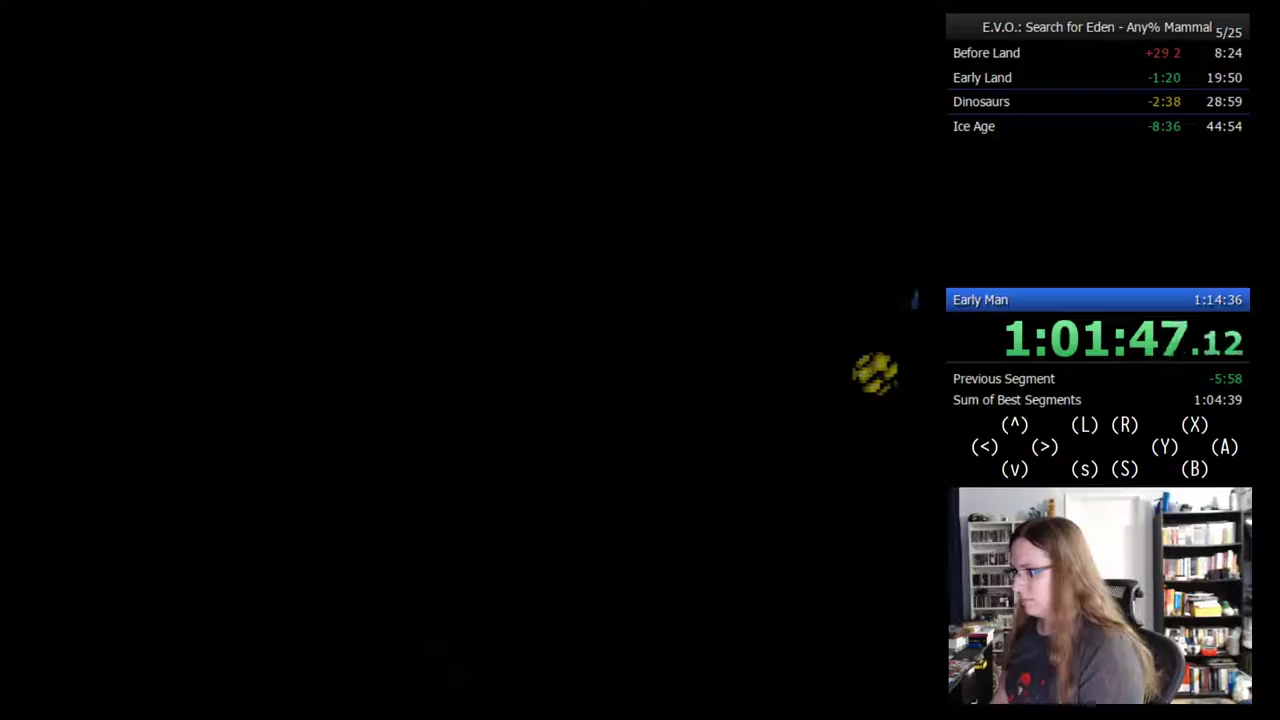 E.V.O.: Search for Eden - Any% Mammal 5/25
Before Land +29 2 8:24
Early Land -1:20 19:50
Dinosaurs -2:38 28:59
Ice Age -8:36 44:54
Early Man 1:14:36
1:01:47.12
Previous Segment -5:58
Sum of Best Segments 1:04:39
(^) (L) (R) (X)
(<) (>) (Y) (A)
(v) (s) (S) (B)